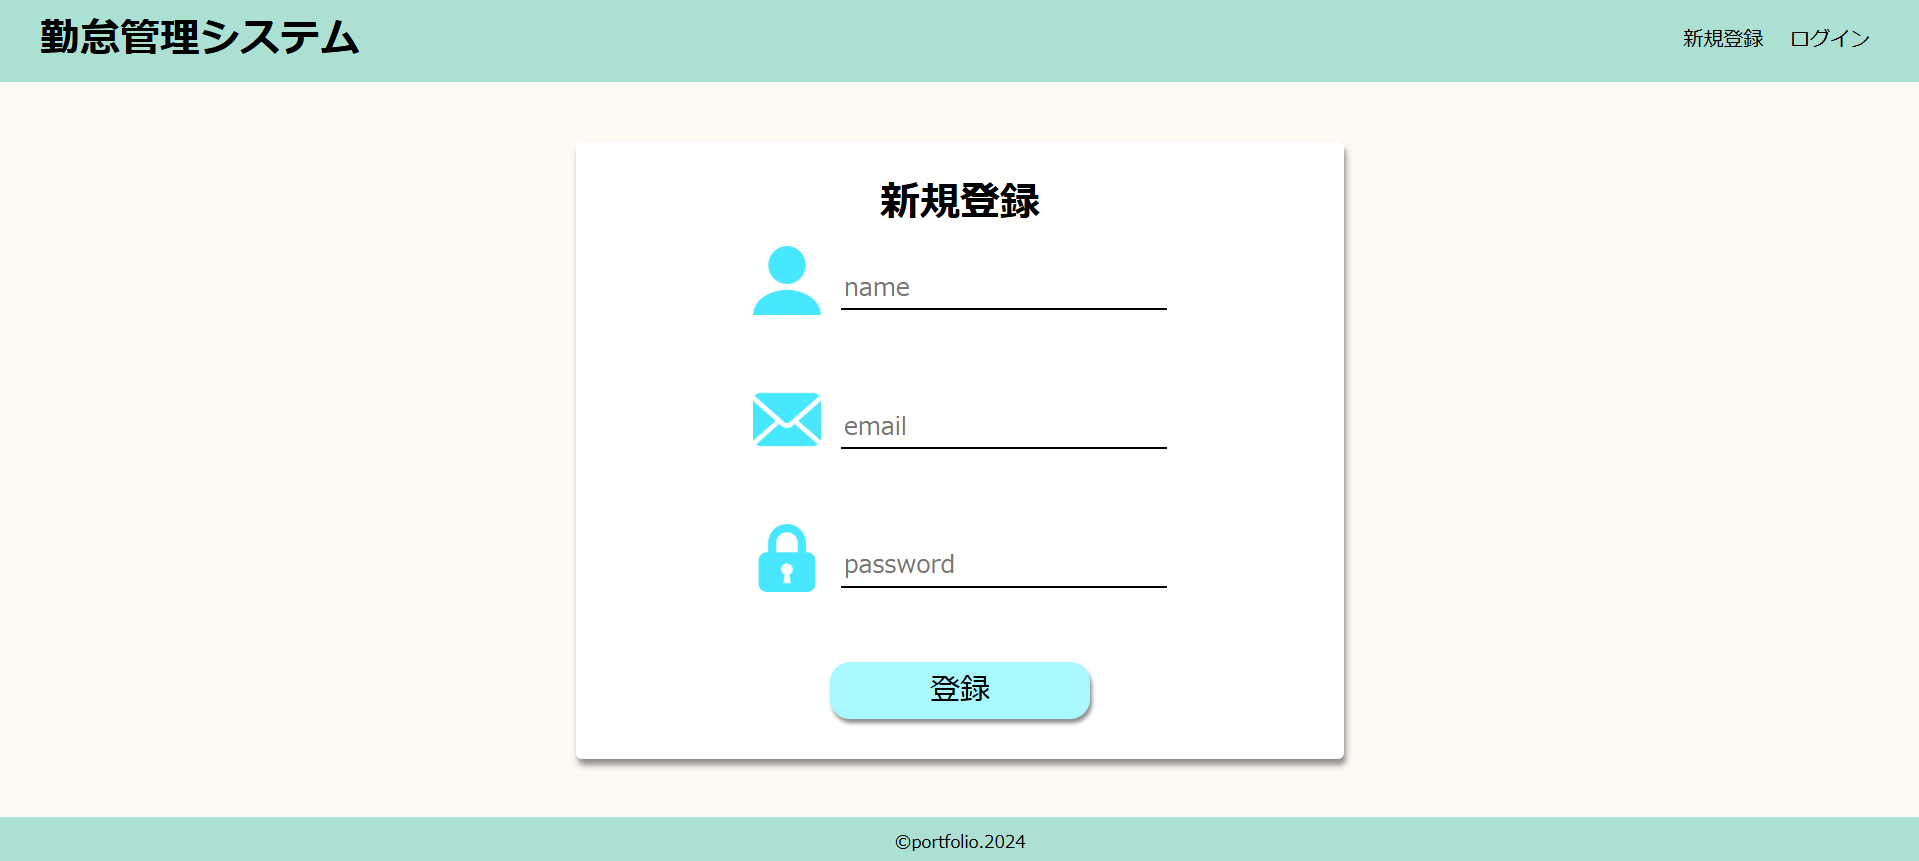 勤怠管理システム
新規登録 ログイン
新規登録
name
email
password
登録
©portfolio.2024